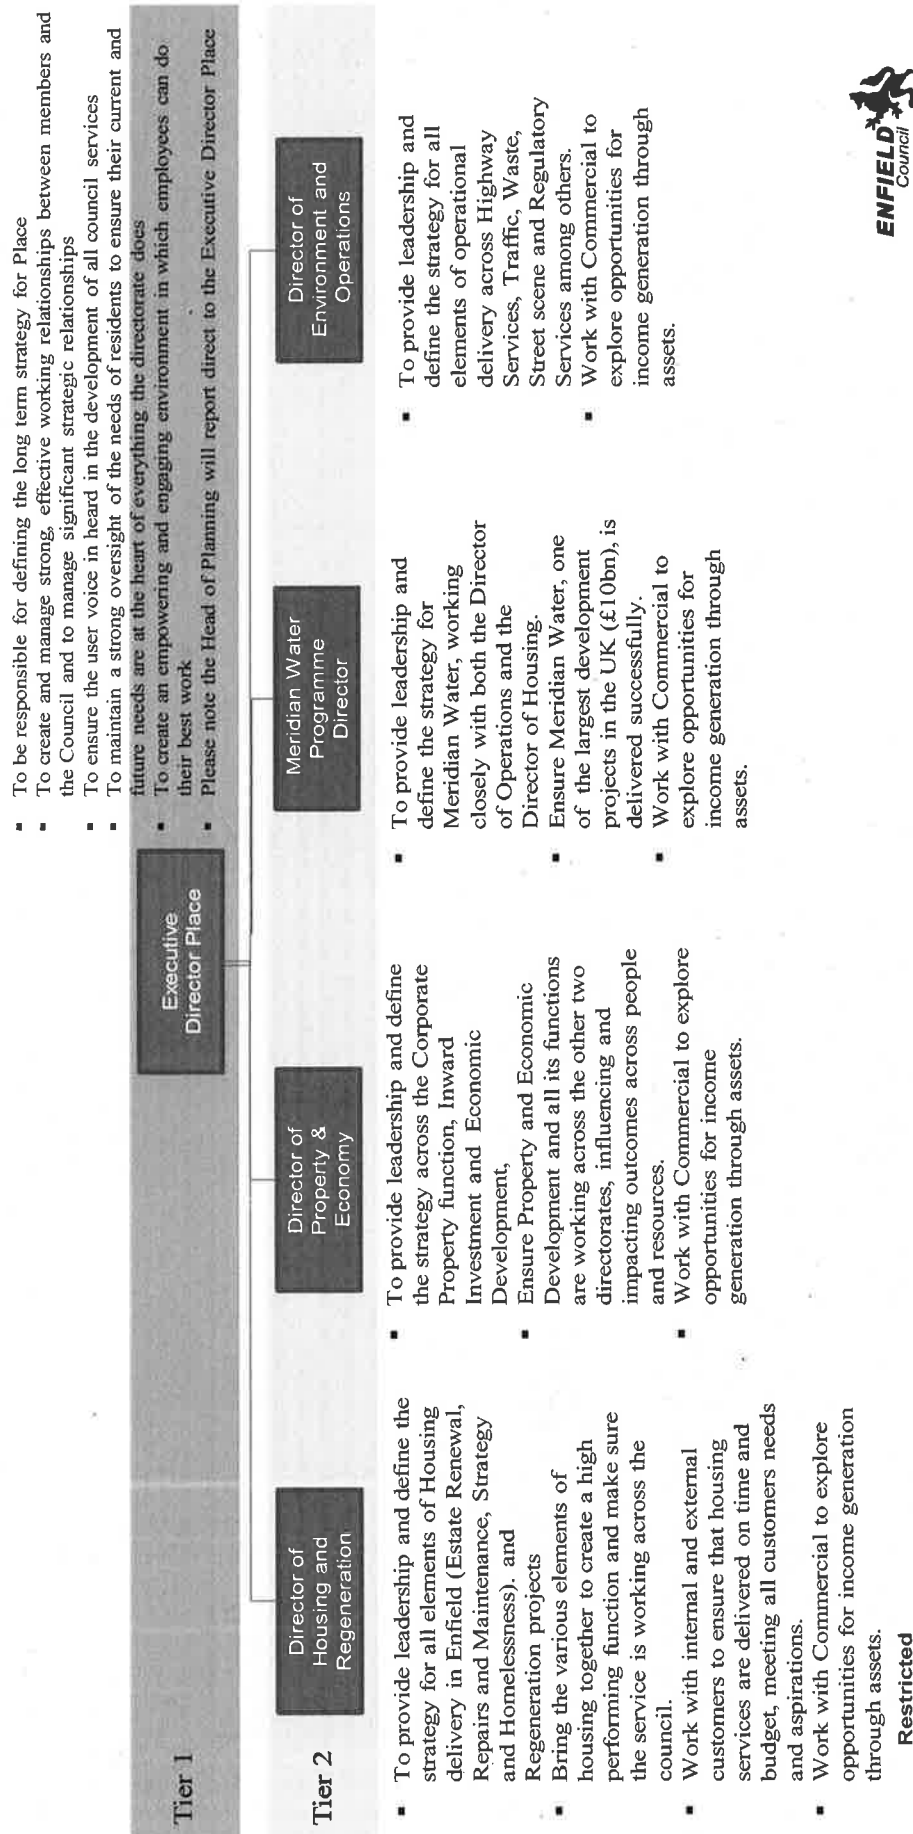 ▪ To be responsible for defining the long term strategy for Place
▪ To create and manage strong, effective working relationships between members and
the Council and to manage significant strategic relationships
▪ To ensure the user voice in heard in the development of all council services
▪ To maintain a strong oversight of the needs of residents to ensure their current and
future needs are at the heart of everything the directorate does
▪ To create an empowering and engaging environment in which employees can do
their best work
▪ Please note the Head of Planning will report direct to the Executive Director Place
Tier 1
Executive
Director Place
Tier 2
Director of
Housing and
Regeneration
Director of
Property &
Economy
Meridian Water
Programme
Director
Director of
Environment and
Operations
▪ To provide leadership and define the
strategy for all elements of Housing
delivery in Enfield (Estate Renewal,
Repairs and Maintenance, Strategy
and Homelessness). and
Regeneration projects
▪ Bring the various elements of
housing together to create a high
performing function and make sure
the service is working across the
council.
▪ Work with internal and external
customers to ensure that housing
services are delivered on time and
budget, meeting all customers needs
and aspirations.
▪ Work with Commercial to explore
opportunities for income generation
through assets.
▪ To provide leadership and define
the strategy across the Corporate
Property function, Inward
Investment and Economic
Development,
▪ Ensure Property and Economic
Development and all its functions
are working across the other two
directorates, influencing and
impacting outcomes across people
and resources.
▪ Work with Commercial to explore
opportunities for income
generation through assets.
▪ To provide leadership and
define the strategy for
Meridian Water, working
closely with both the Director
of Operations and the
Director of Housing.
▪ Ensure Meridian Water, one
of the largest development
projects in the UK (£10bn), is
delivered successfully.
▪ Work with Commercial to
explore opportunities for
income generation through
assets.
▪ To provide leadership and
define the strategy for all
elements of operational
delivery across Highway
Services, Traffic, Waste,
Street scene and Regulatory
Services among others.
▪ Work with Commercial to
explore opportunities for
income generation through
assets.
Restricted
ENFIELD
Council